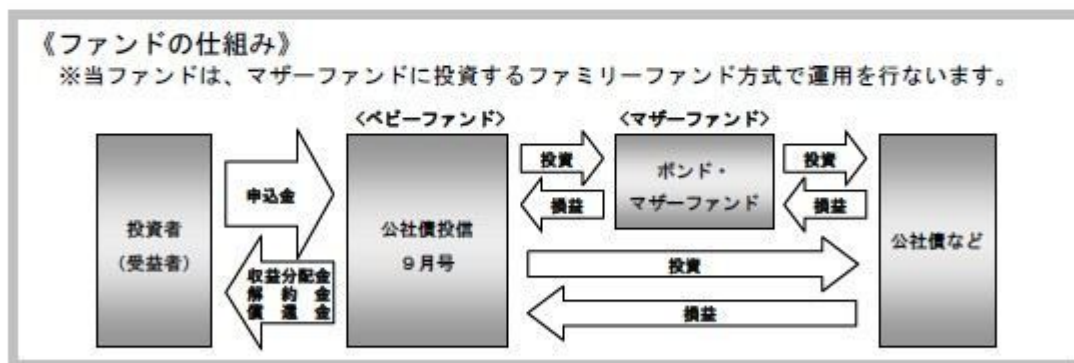 《ファンドの仕組み》
※当ファンドは、マザーファンドに投資するファミリーファンド方式で運用を行ないます。
〈ベビーファンド〉
〈マザーファンド〉
投資者
(受益者)
申込金
収益分配金
解約金
償還金
公社債投信
9月号
投資
損益
ボンド・
マザーファンド
投資
損益
投資
損益
公社債など